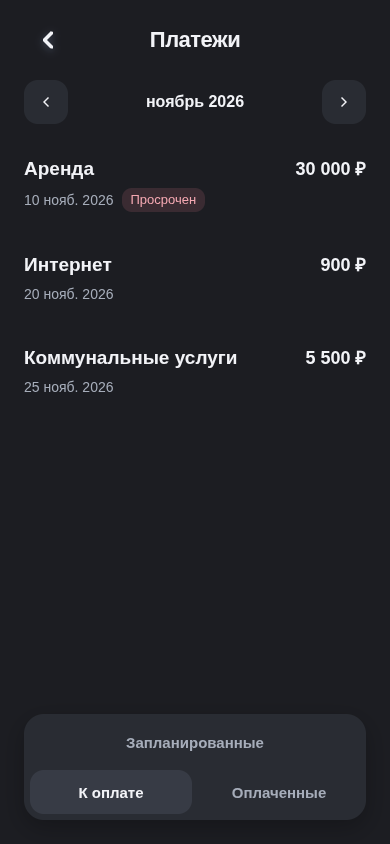 Платежи
ноябрь 2026
Аренда 30 000 ₽
10 нояб. 2026 Просрочен
Интернет 900 ₽
20 нояб. 2026
Коммунальные услуги 5 500 ₽
25 нояб. 2026
Запланированные
К оплате Оплаченные